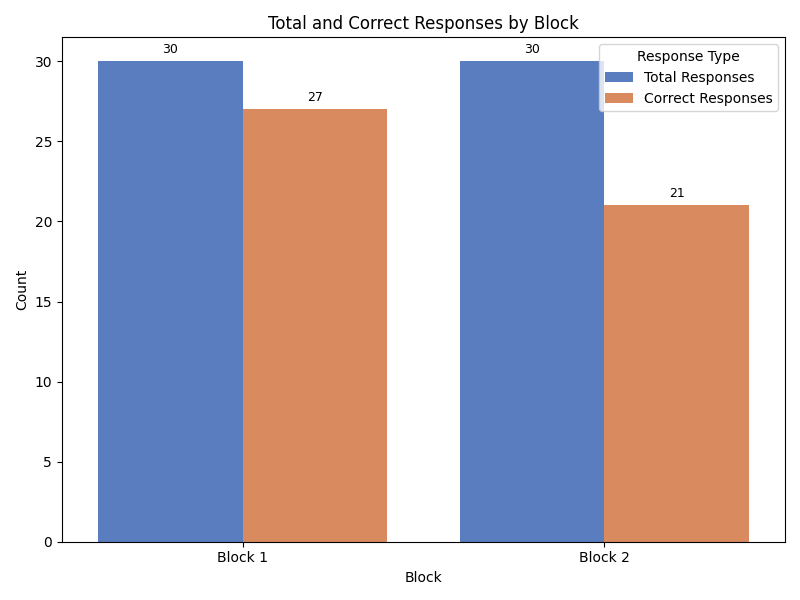 Total and Correct Responses by Block
30
27
30
21
Response Type
Total Responses
Correct Responses
30
25
20
15
10
5
0
Count
Block 1
Block 2
Block